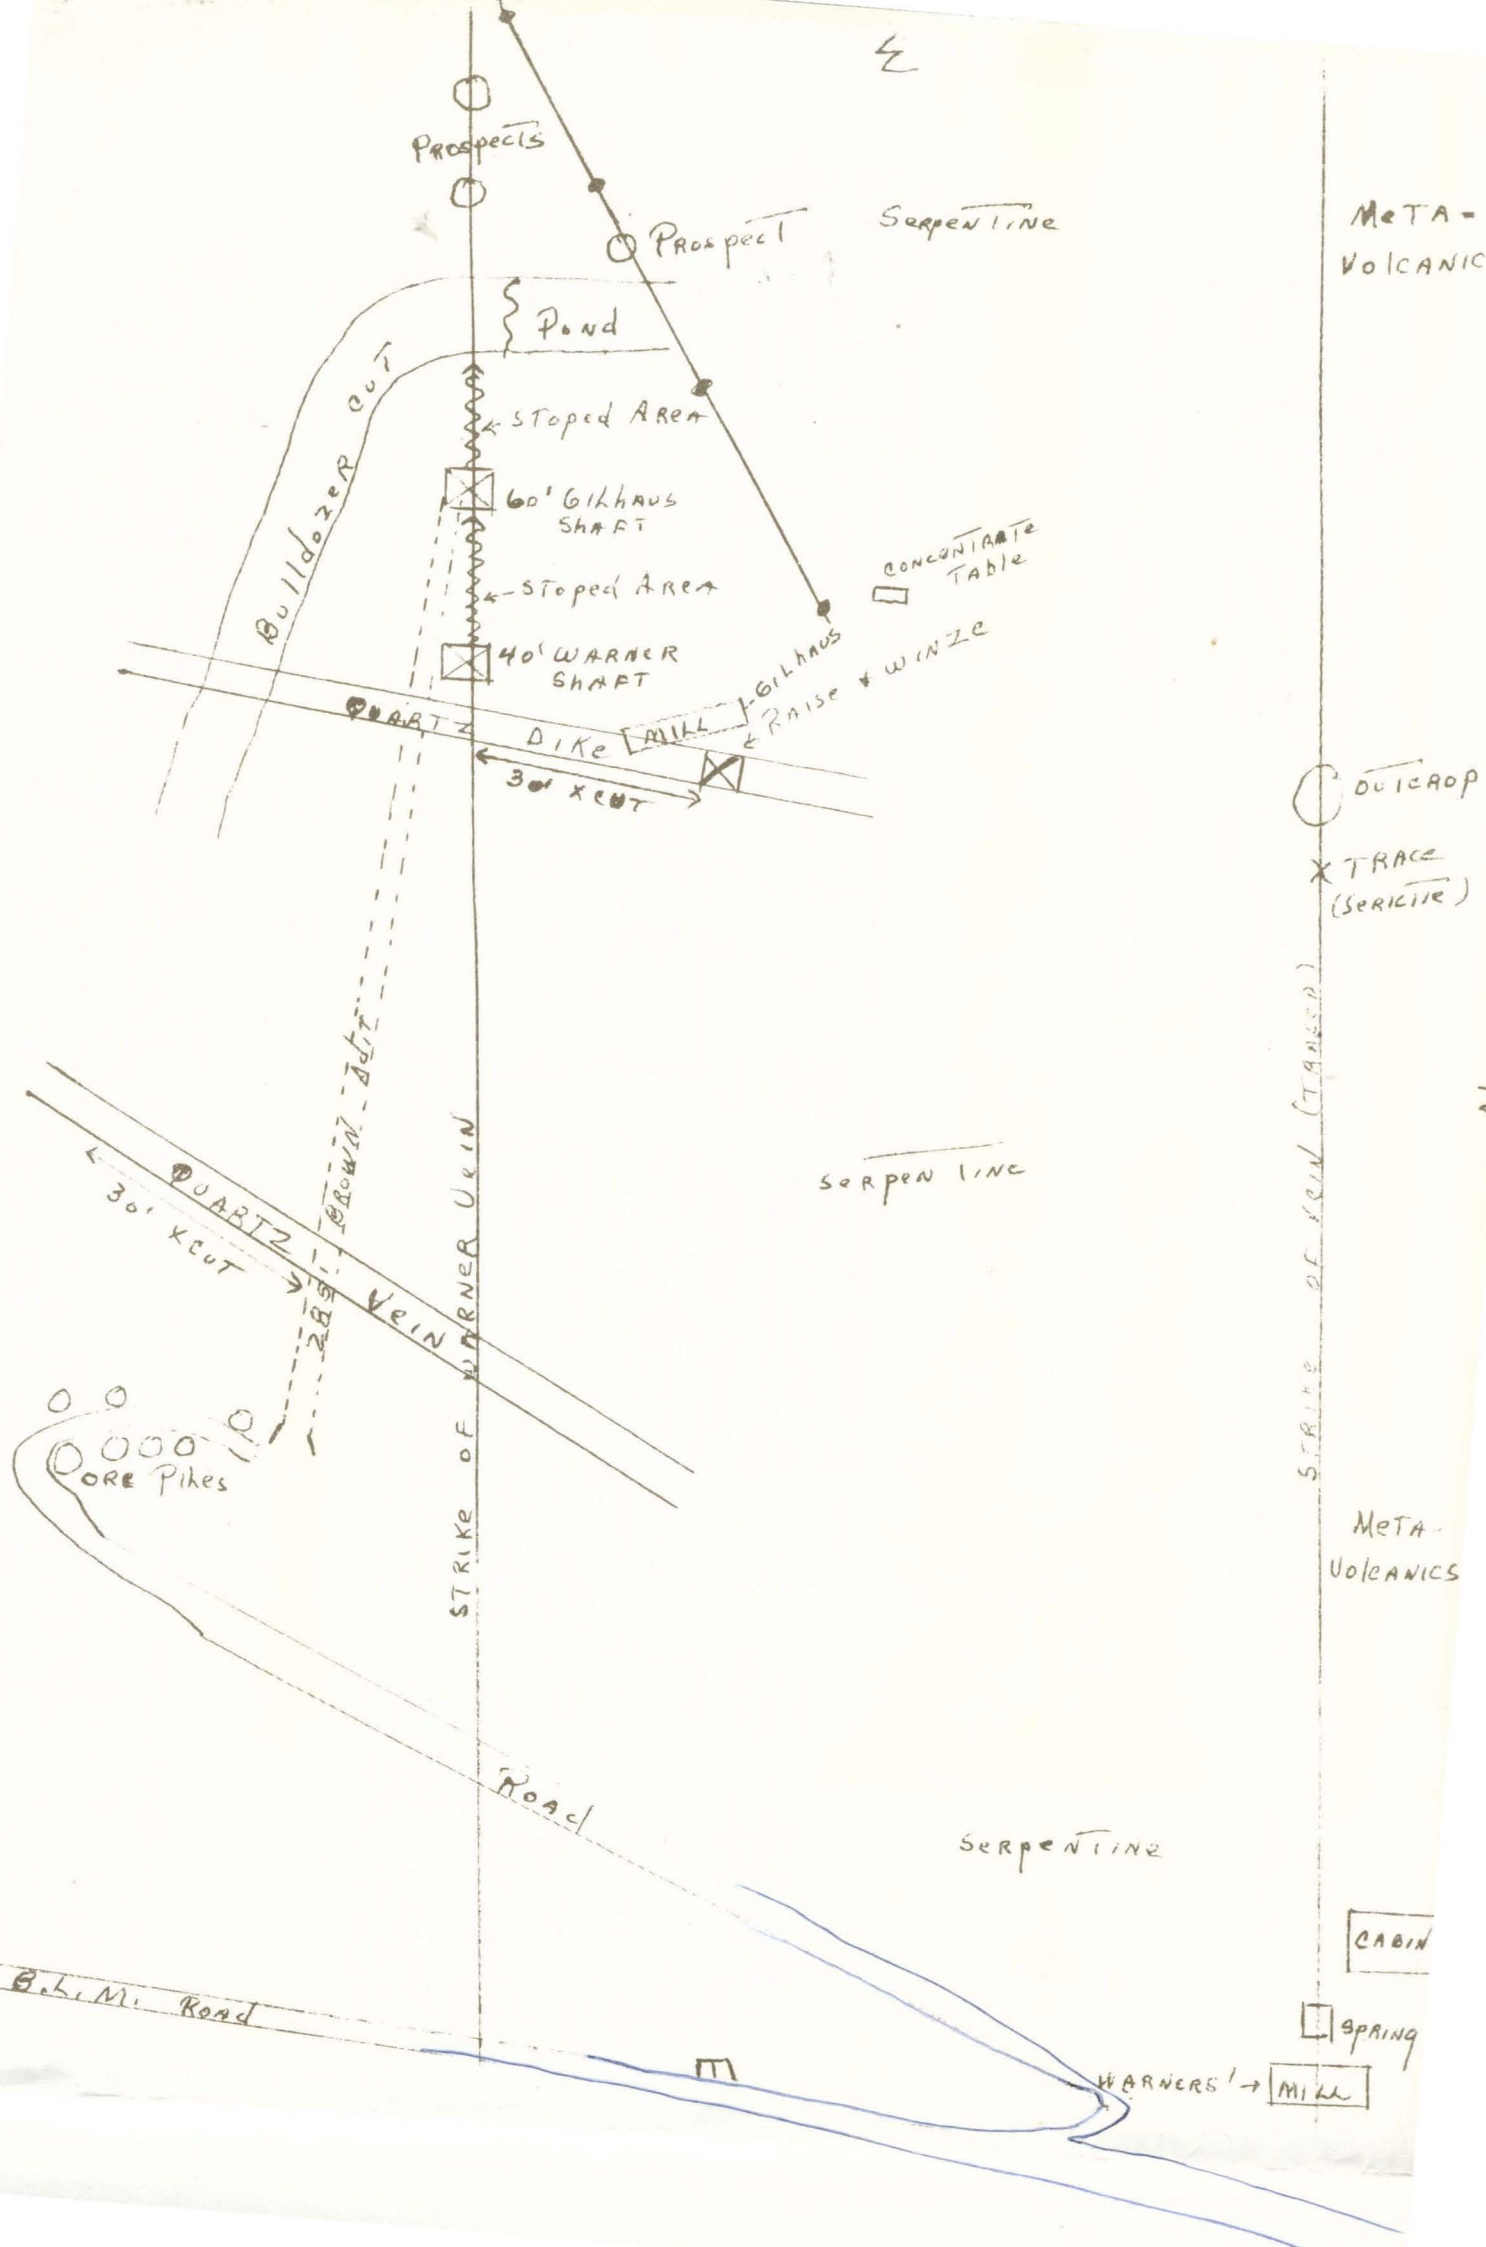 E
Prospects
Prospect
Serpentine
Meta-
Volcanic
Pond
Bulldozer Cut
Stoped Area
60' Gilhaus
Shaft
Concentrate
Table
Stoped Area
40' Warner
Shaft
Gilhaus
Raise & Winze
Quartz Dike
Mill
30' X Cut
Outcrop
X Trace
(Sericite)
285' Brown Adit
Strike of Vein
Serpentine
Quartz Vein
30' X Cut
Strike of Warner Vein
Ore Piles
Meta-
Volcanics
Road
Serpentine
Cabin
B.L.M. Road
Spring
Warners' → Mill